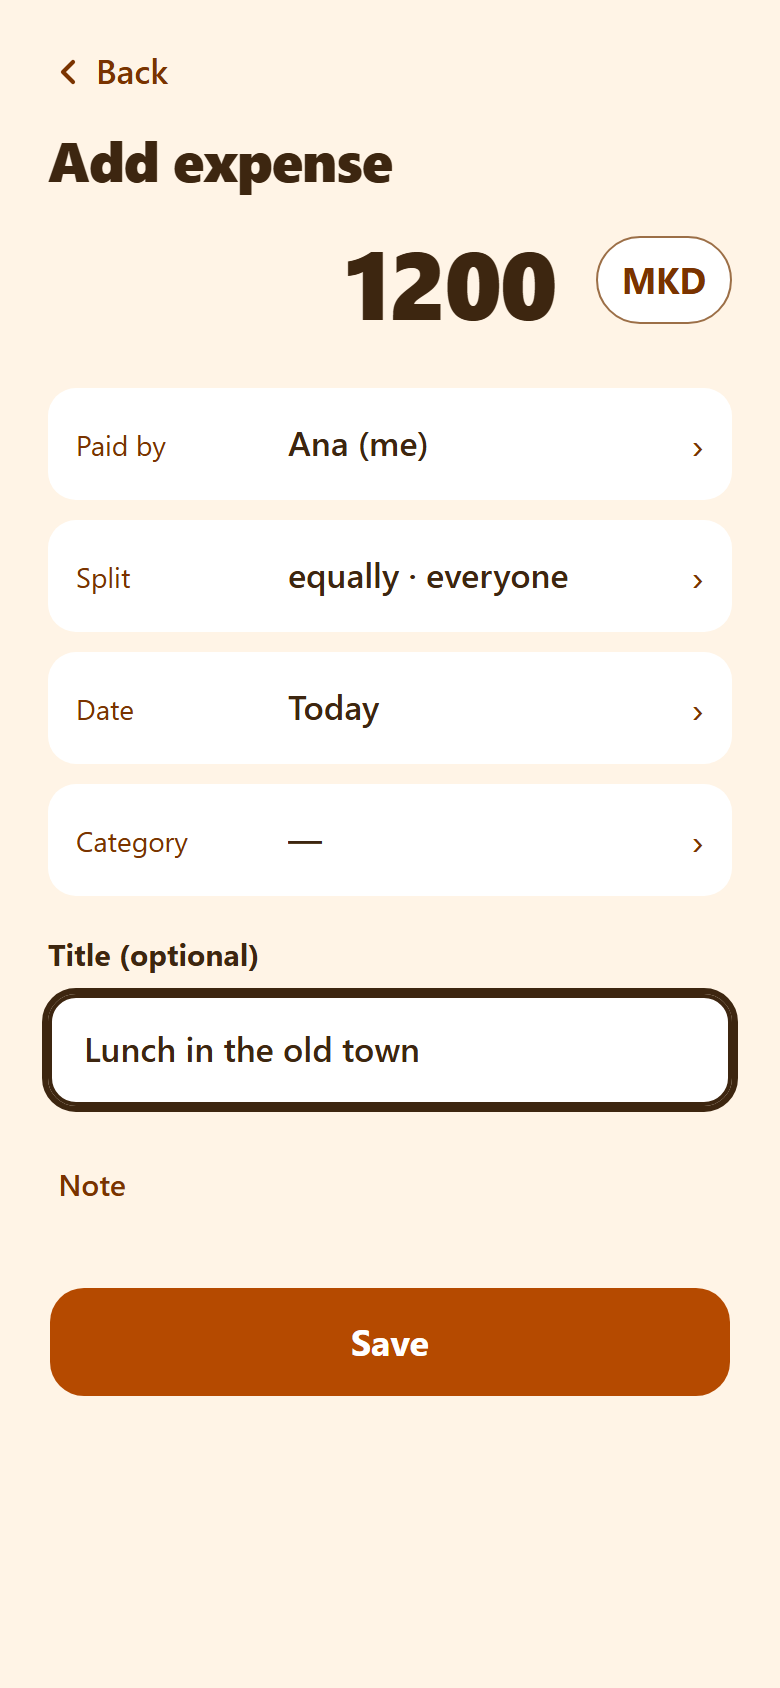 Back
Add expense
1200 MKD
Paid by Ana (me) ›
Split equally · everyone ›
Date Today ›
Category — ›
Title (optional)
Lunch in the old town
Note
Save